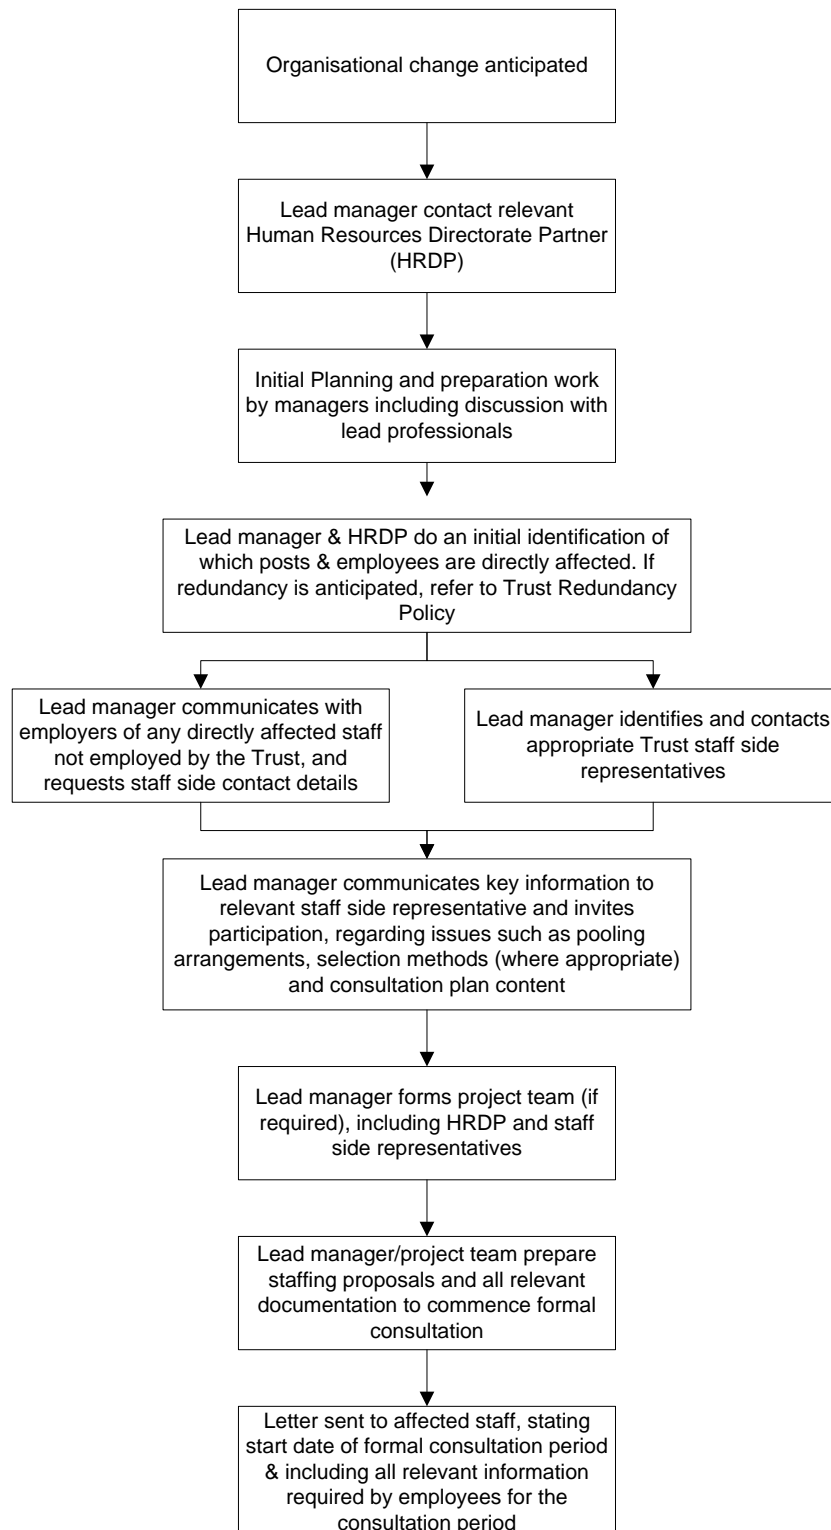 Organisational change anticipated
Lead manager contact relevant
Human Resources Directorate Partner
(HRDP)
Initial Planning and preparation work
by managers including discussion with
lead professionals
Lead manager & HRDP do an initial identification of
which posts & employees are directly affected. If
redundancy is anticipated, refer to Trust Redundancy
Policy
Lead manager communicates with
employers of any directly affected staff
not employed by the Trust, and
requests staff side contact details
Lead manager identifies and contacts
appropriate Trust staff side
representatives
Lead manager communicates key information to
relevant staff side representative and invites
participation, regarding issues such as pooling
arrangements, selection methods (where appropriate)
and consultation plan content
Lead manager forms project team (if
required), including HRDP and staff
side representatives
Lead manager/project team prepare
staffing proposals and all relevant
documentation to commence formal
consultation
Letter sent to affected staff, stating
start date of formal consultation period
& including all relevant information
required by employees for the
consultation period